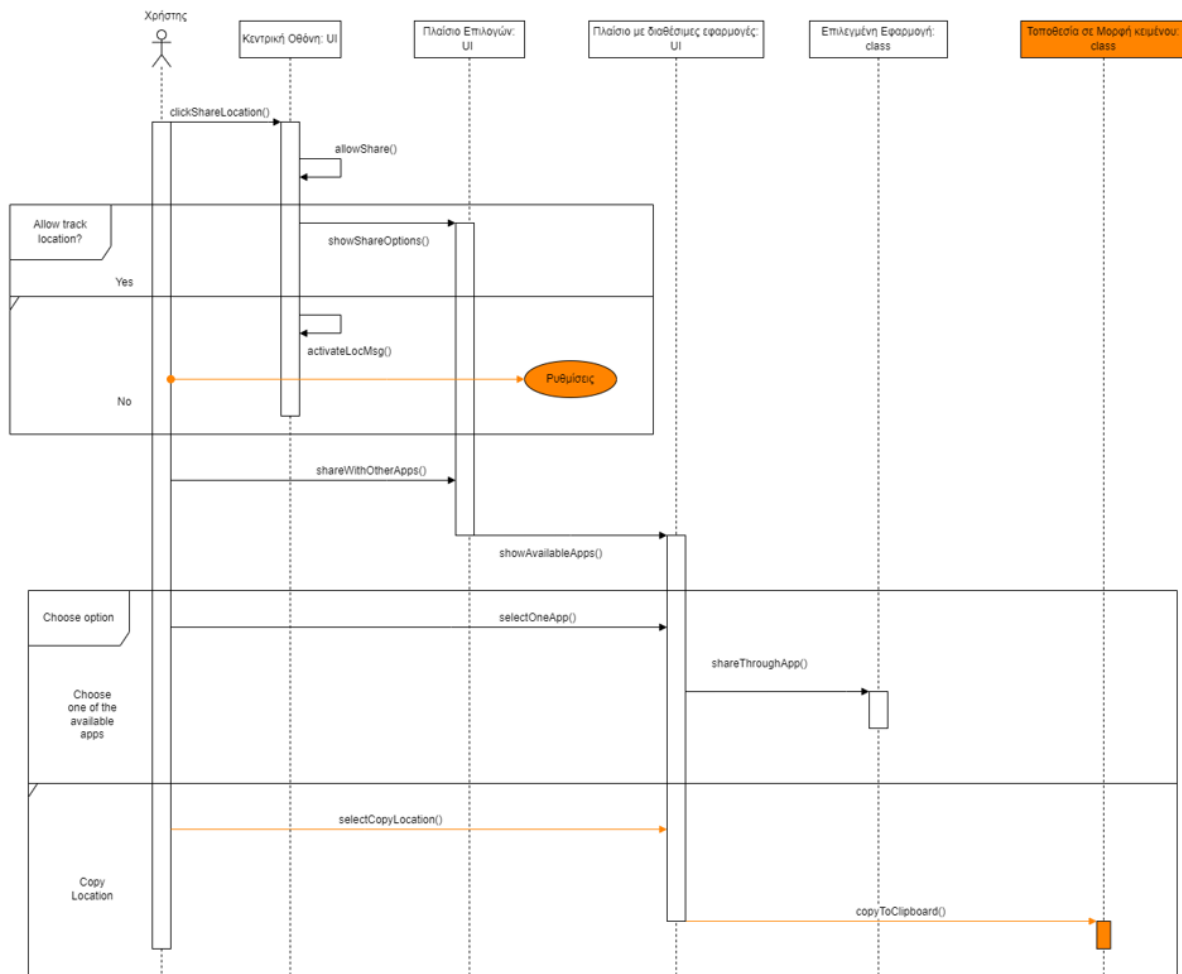 Χρήστης
Κεντρική Οθόνη: UI
Πλαίσιο Επιλογών:
UI
Πλαίσιο με διαθέσιμες εφαρμογές:
UI
Επιλεγμένη Εφαρμογή:
class
Τοποθεσία σε Μορφή κειμένου:
class
clickShareLocation()
allowShare()
Allow track
location?
showShareOptions()
Yes
activateLocMsg()
Ρυθμίσεις
No
shareWithOtherApps()
showAvailableApps()
Choose option
selectOneApp()
shareThroughApp()
Choose
one of the
available
apps
selectCopyLocation()
Copy
Location
copyToClipboard()